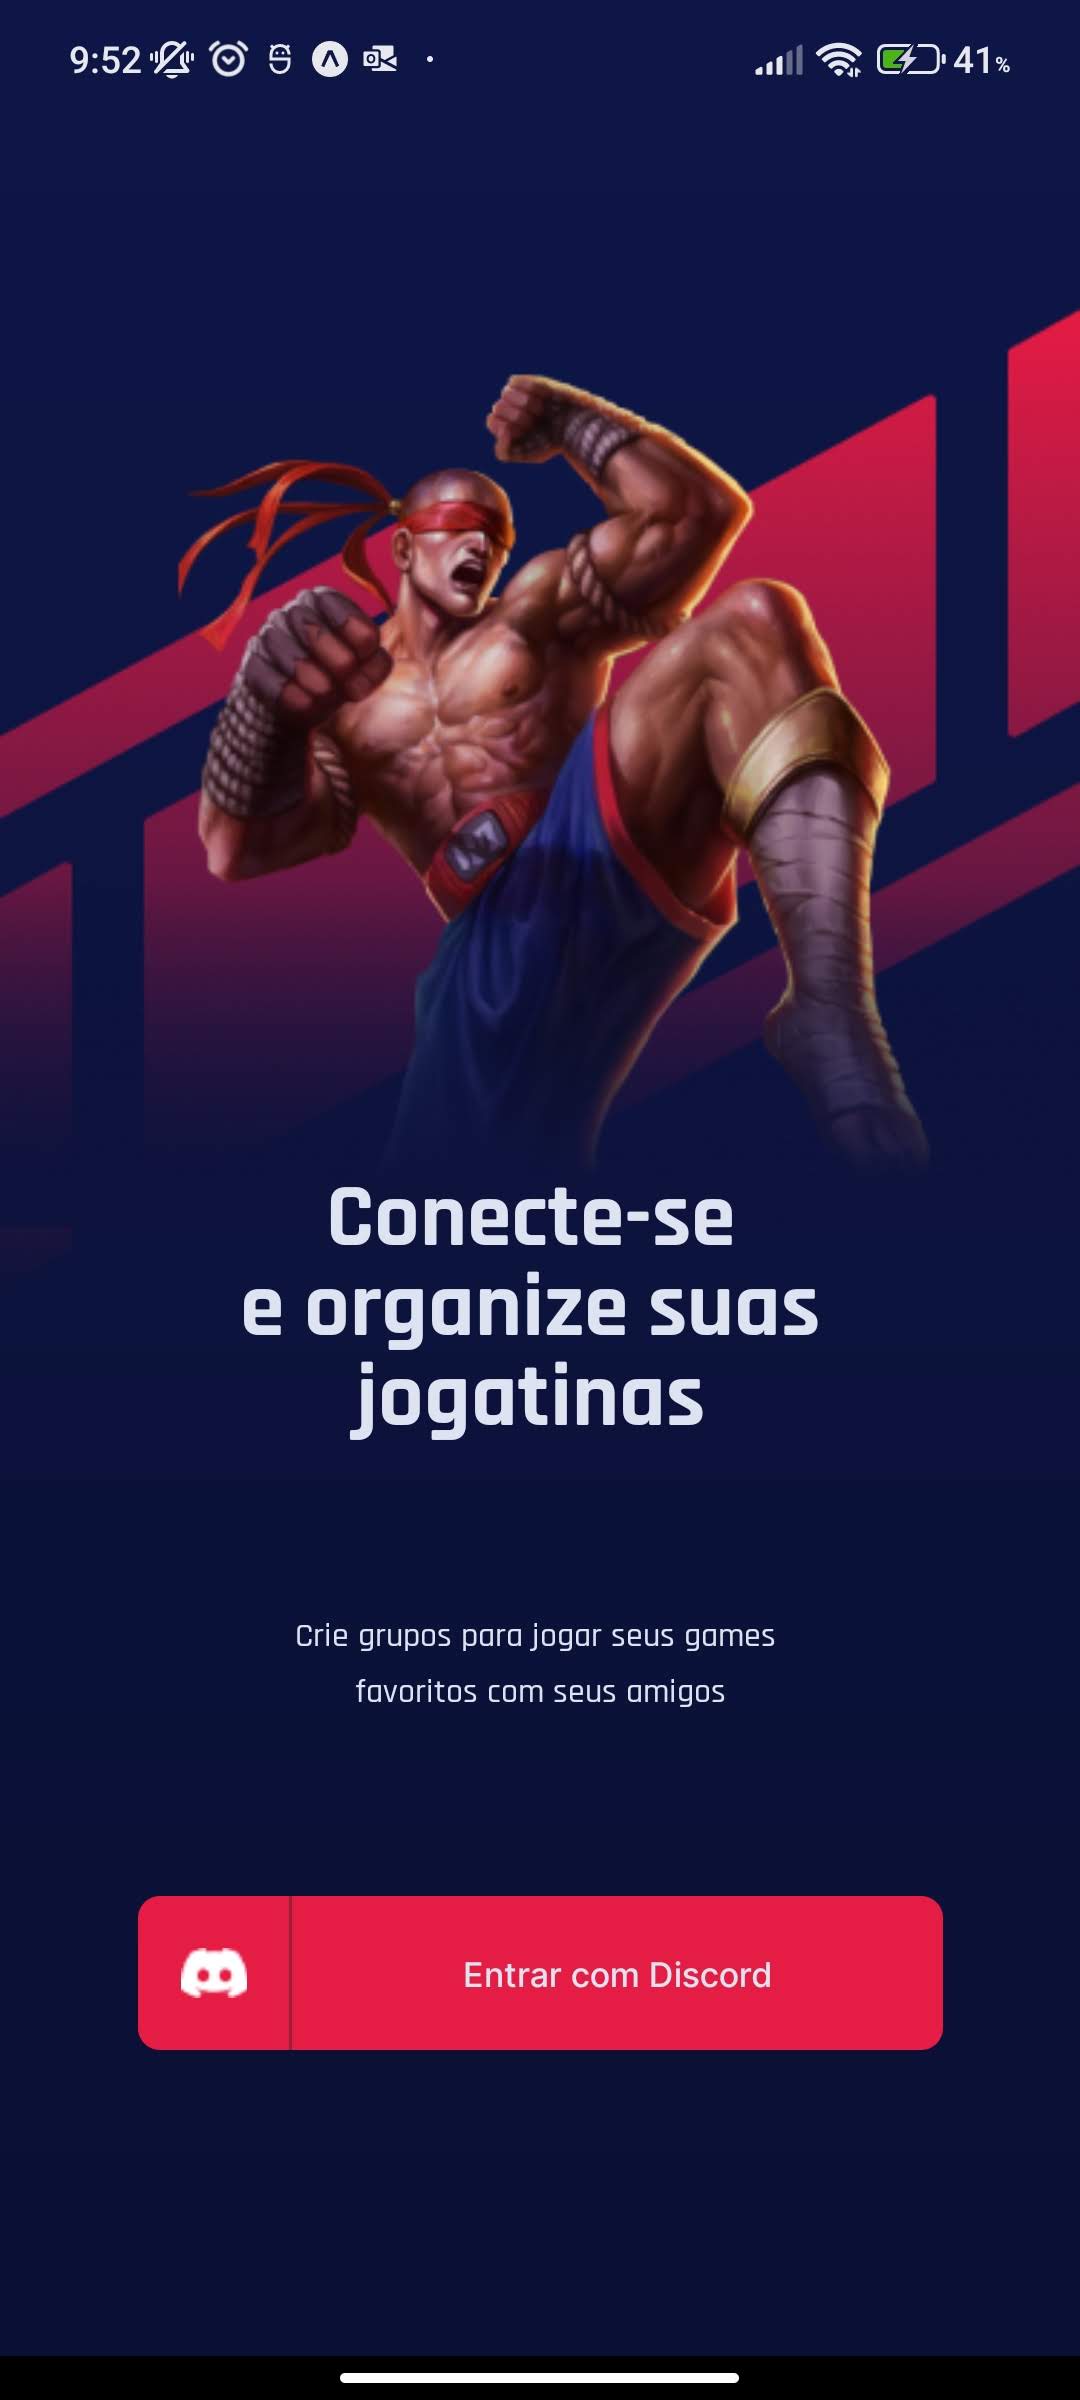 9:52
41%
Conecte-se
e organize suas
jogatinas
Crie grupos para jogar seus games
favoritos com seus amigos
Entrar com Discord